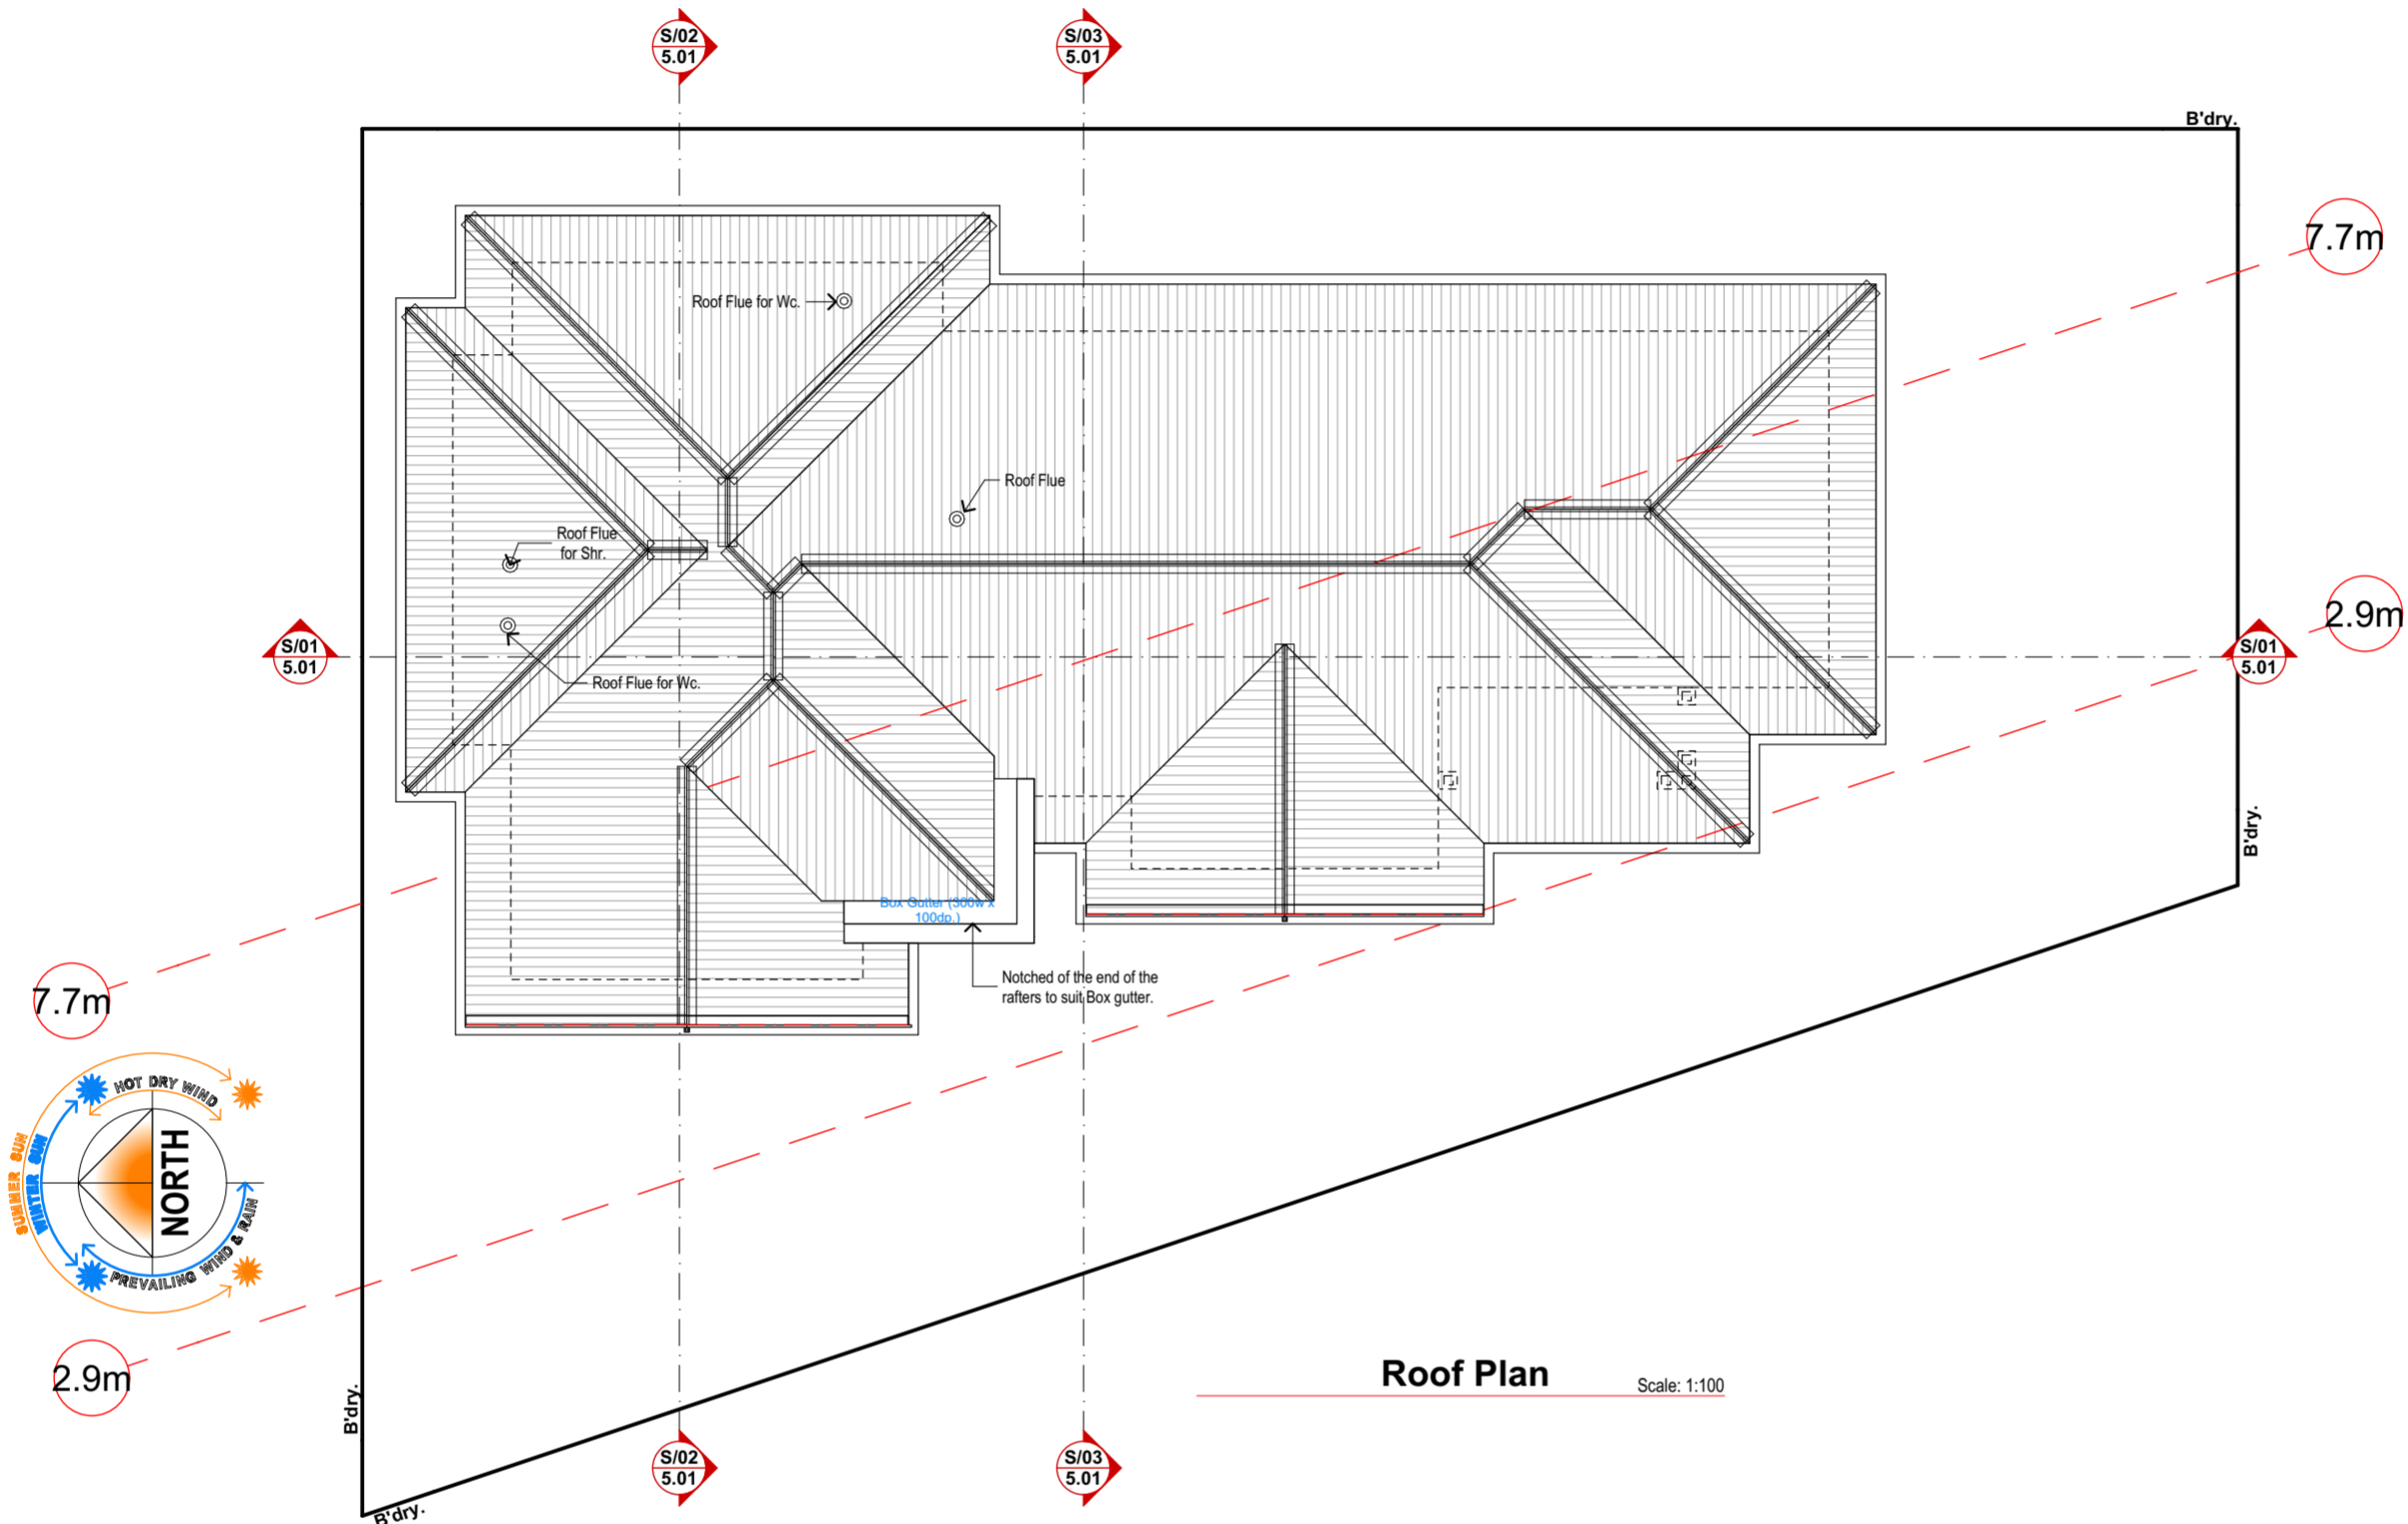 S/02
5.01
S/03
5.01
B'dry.
7.7m
Roof Flue for Wc.
Roof Flue
Roof Flue
for Shr.
2.9m
S/01
5.01
S/01
5.01
Roof Flue for Wc.
B'dry.
Box Gutter (300w x
100dp.)
Notched of the end of the
rafters to suit Box gutter.
7.7m
HOT DRY WIND
SUMMER SUN
WINTER SUN
NORTH
PREVAILING WIND & RAIN
2.9m
Roof Plan
Scale: 1:100
B'dry.
S/02
5.01
S/03
5.01
B'dry.